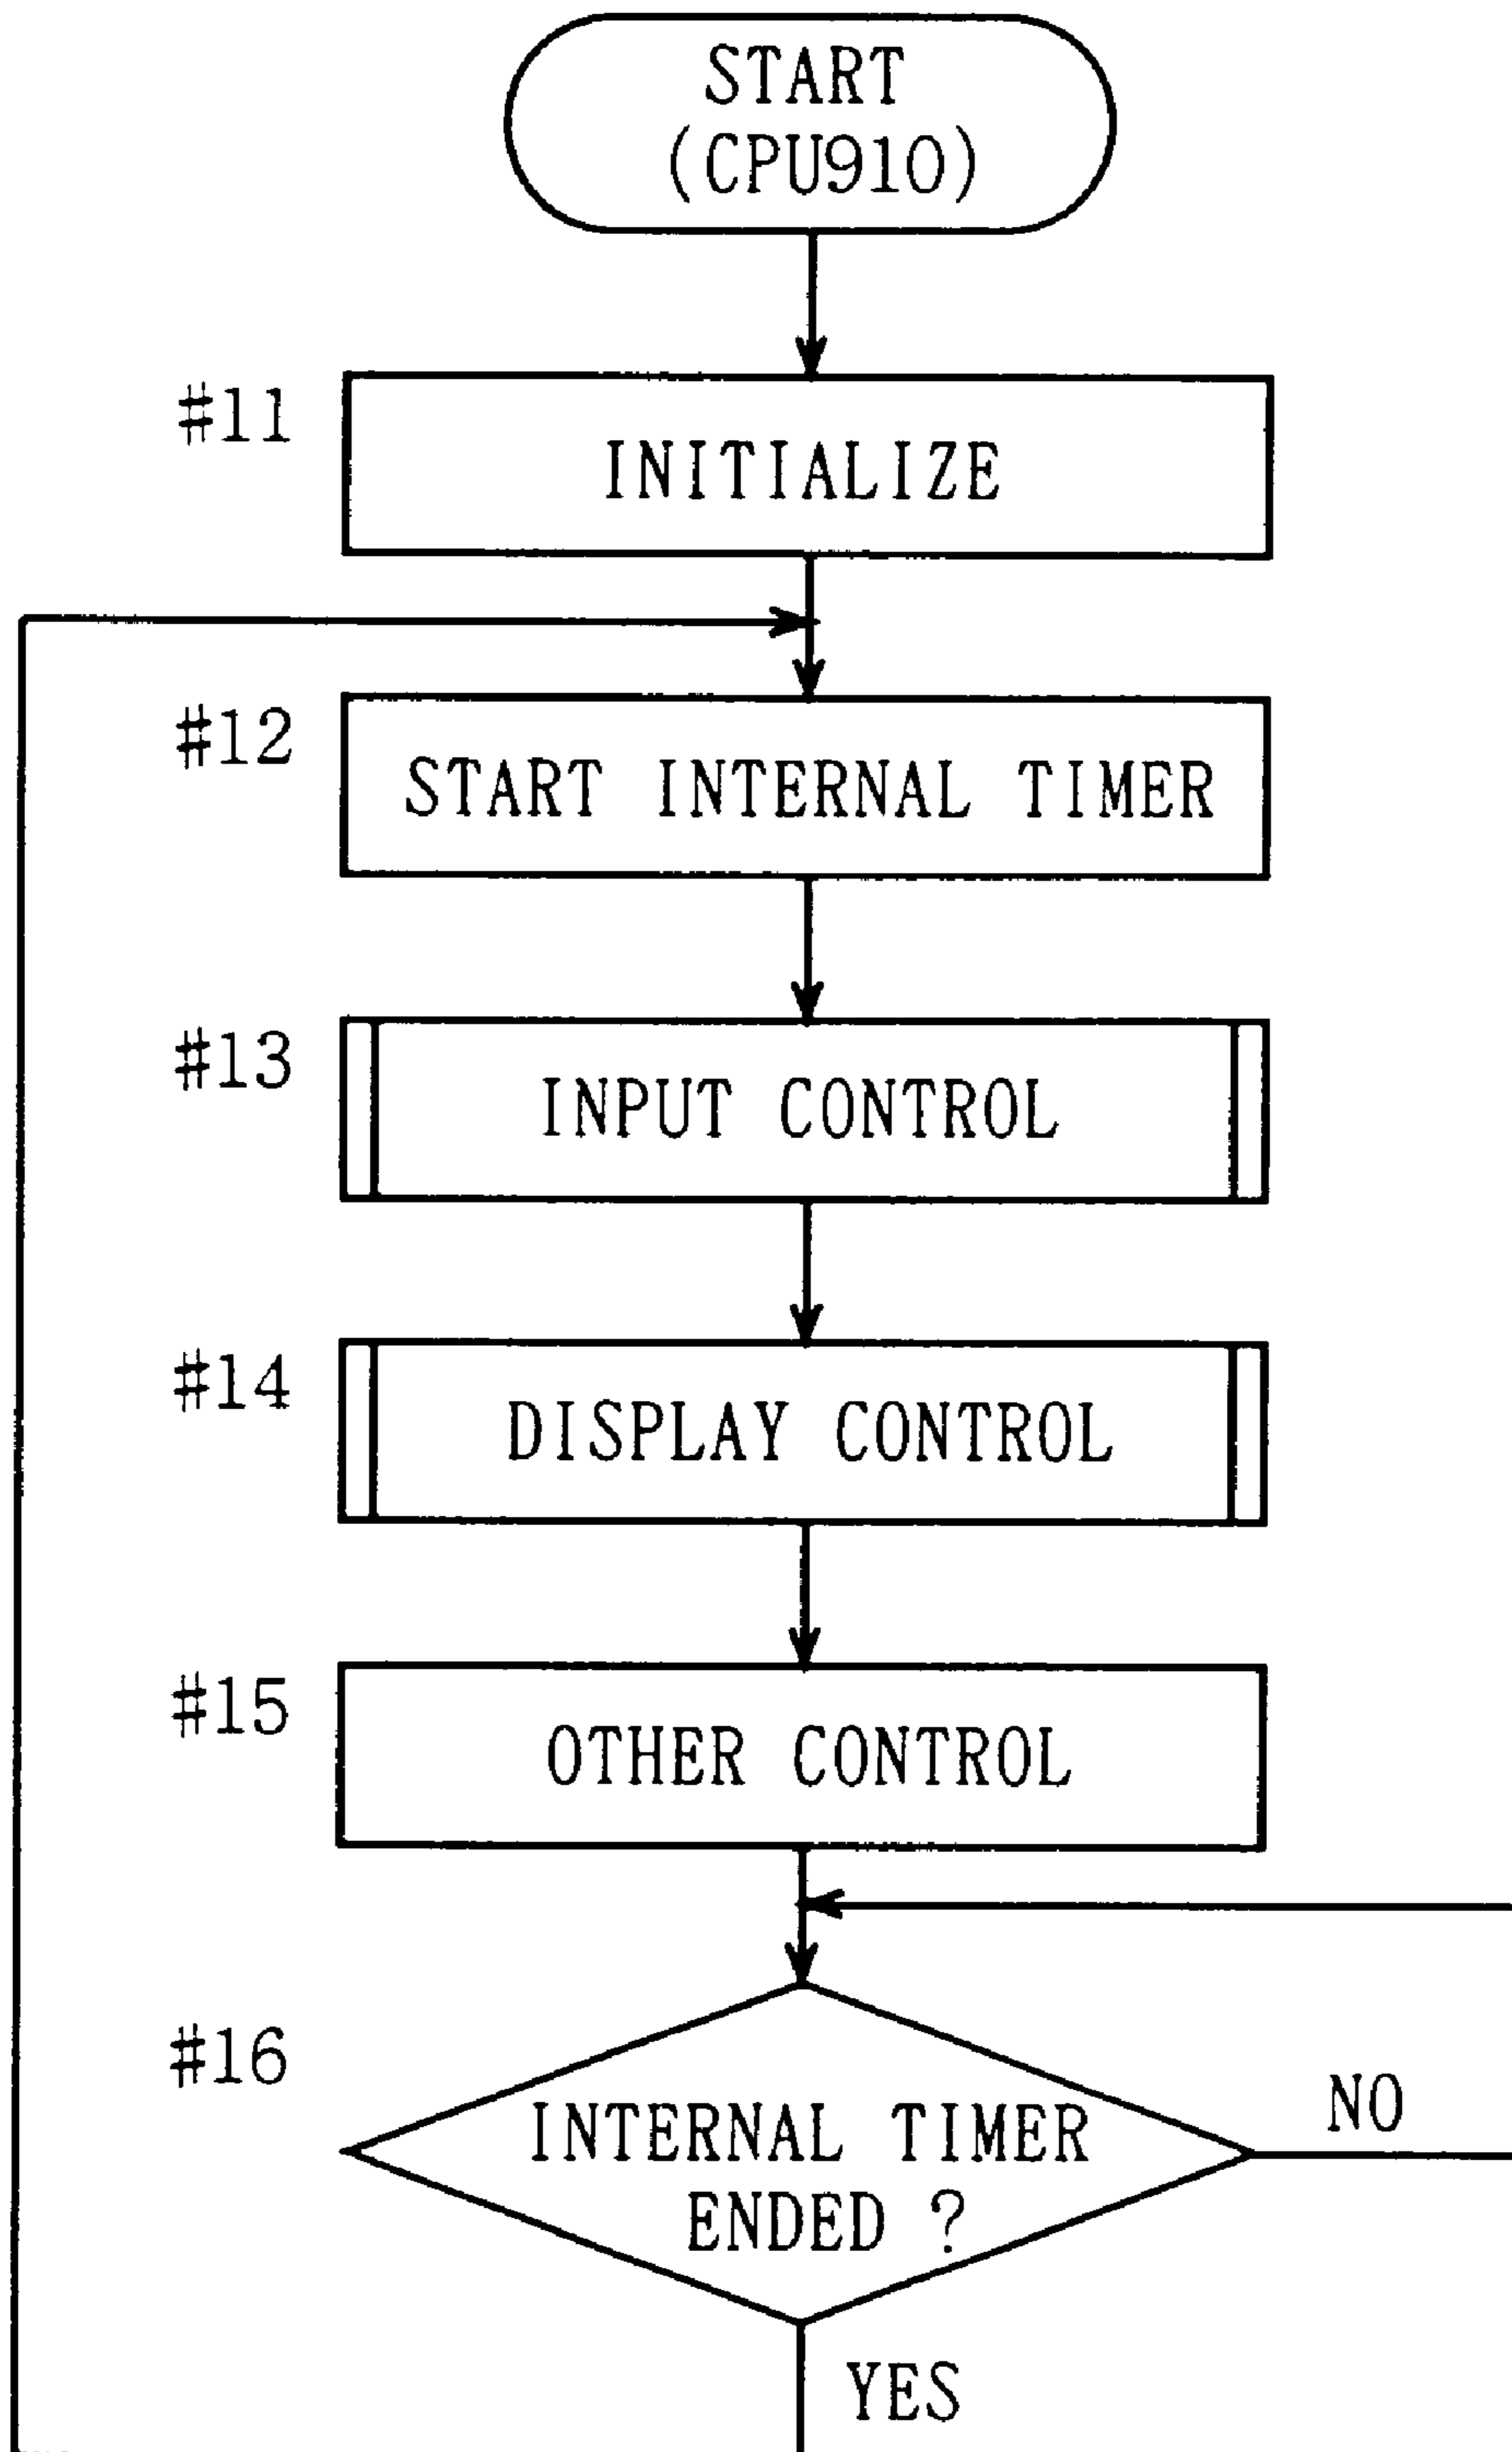 START
(CPU910)
#11
INITIALIZE
#12
START INTERNAL TIMER
#13
INPUT CONTROL
#14
DISPLAY CONTROL
#15
OTHER CONTROL
#16
INTERNAL TIMER
ENDED ?
NO
YES